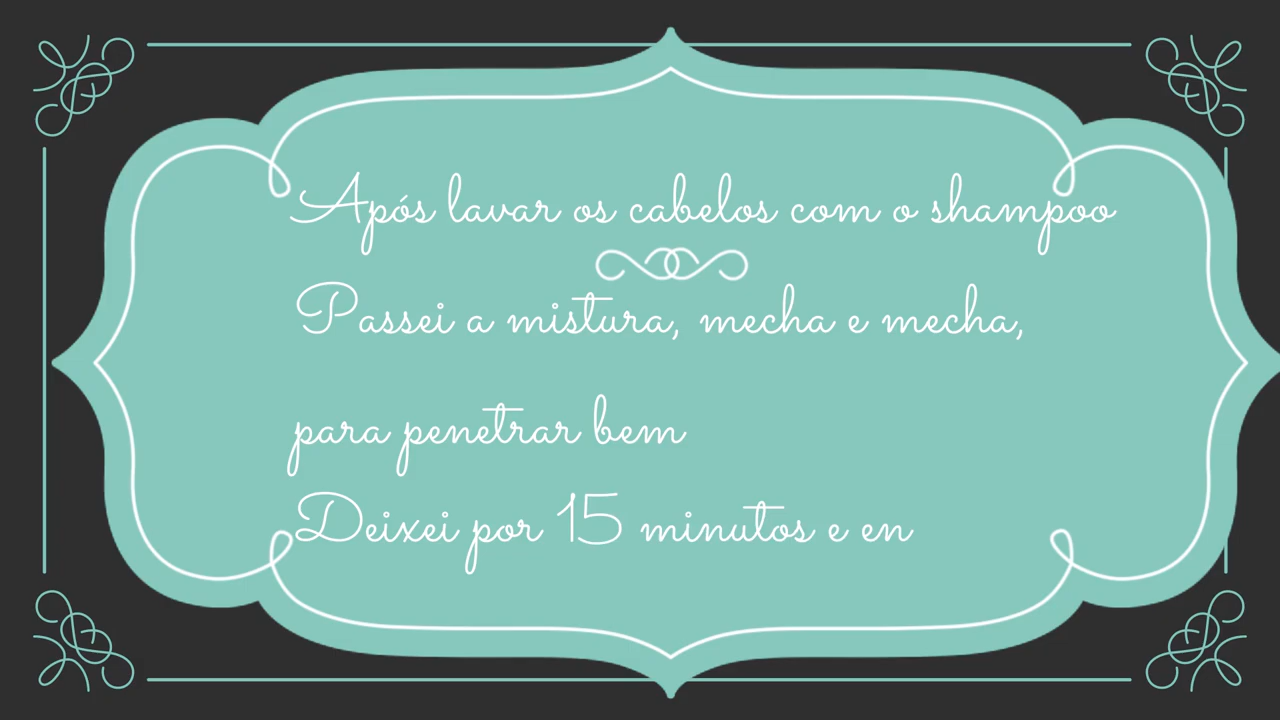 Após lavar os cabelos com o shampoo
Passei a mistura, mecha e mecha,
para penetrar bem
Deixei por 15 minutos e en